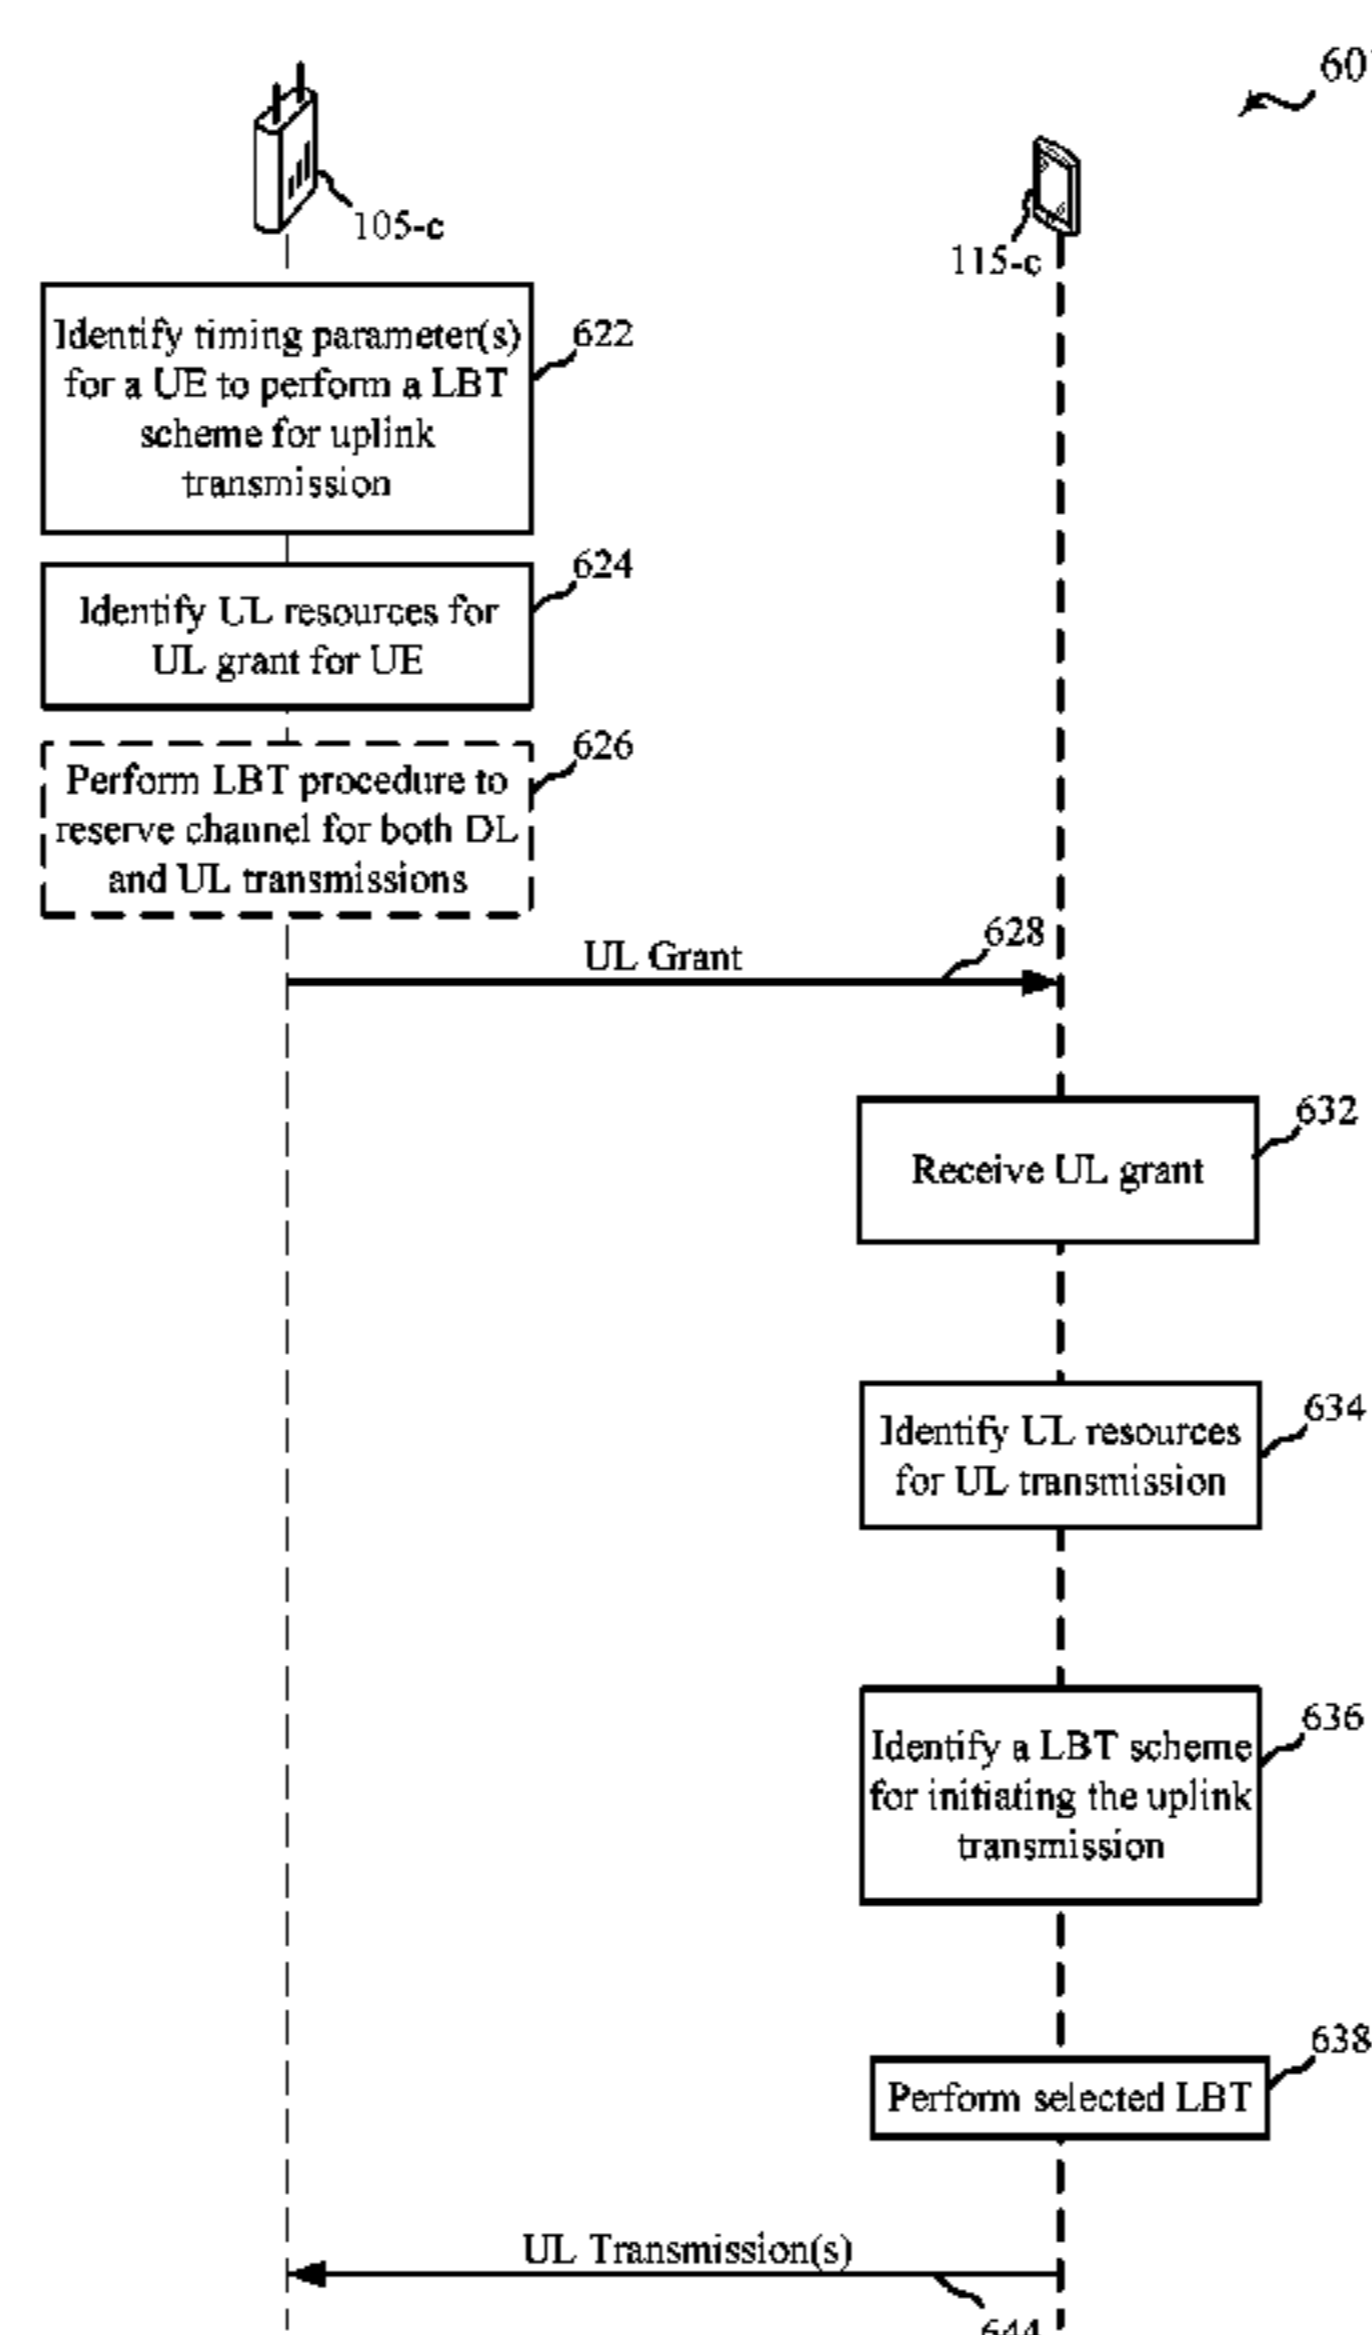 60
105-c
115-c
Identify timing parameter(s)
for a UE to perform a LBT
scheme for uplink
transmission
622
Identify UL resources for
UL grant for UE
624
Perform LBT procedure to
reserve channel for both DL
and UL transmissions
626
UL Grant
628
Receive UL grant
632
Identify UL resources
for UL transmission
634
Identify a LBT scheme
for initiating the uplink
transmission
636
Perform selected LBT
638
UL Transmission(s)
644